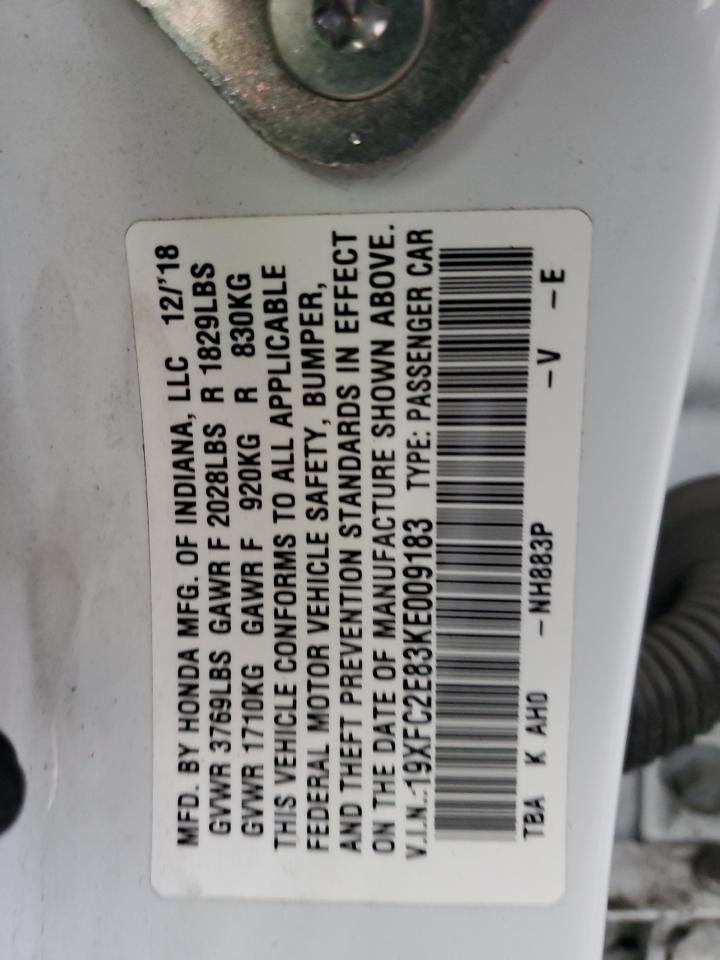 MFD. BY HONDA MFG. OF INDIANA, LLC 12/'18
GVWR 3769LBS GAWR F 2028LBS R 1829LBS
GVWR 1710KG GAWR F 920KG R 830KG
THIS VEHICLE CONFORMS TO ALL APPLICABLE
FEDERAL MOTOR VEHICLE SAFETY, BUMPER,
AND THEFT PREVENTION STANDARDS IN EFFECT
ON THE DATE OF MANUFACTURE SHOWN ABOVE.
V.I.N.:19XFC2E83KE009183 TYPE: PASSENGER CAR
TBA K AH0 -NH883P -V -E